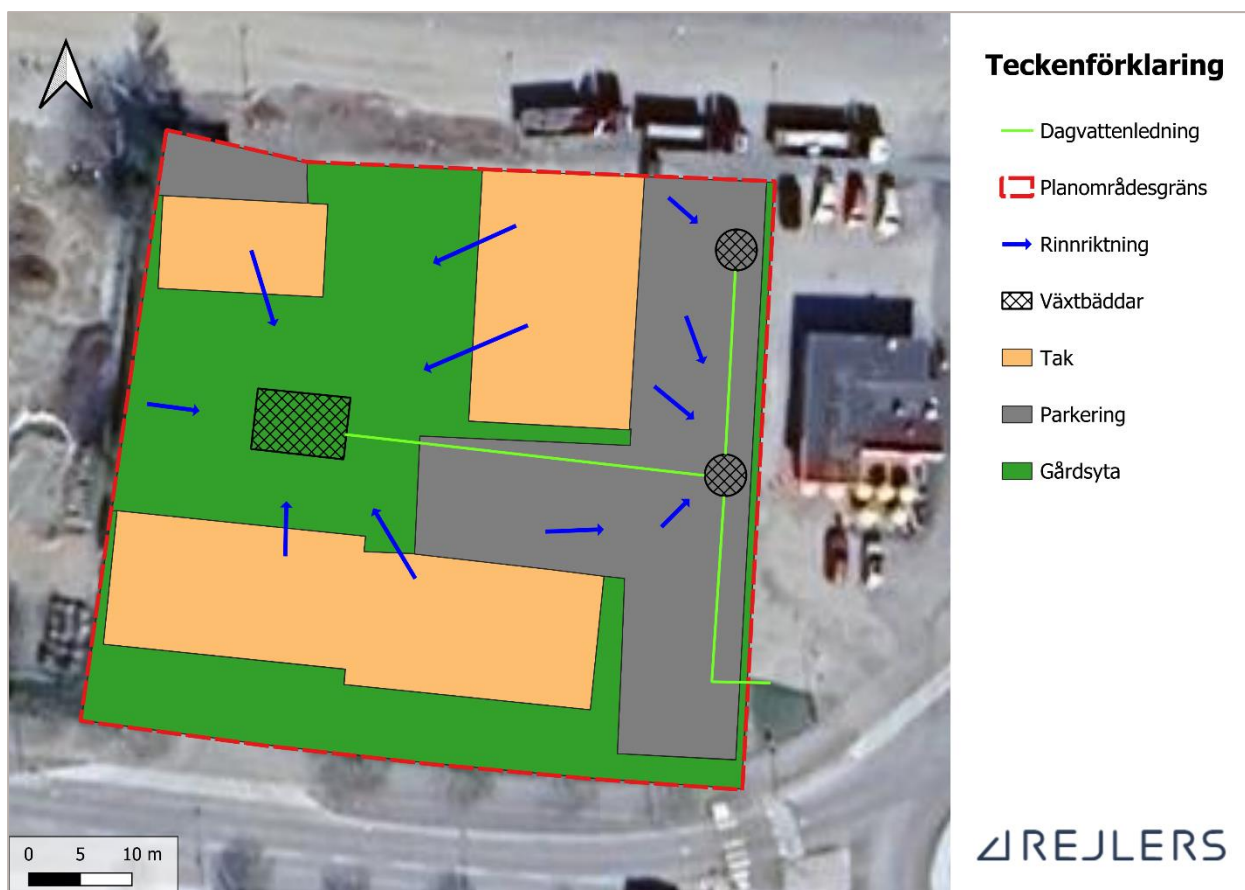 Teckenförklaring
Dagvattenledning
Planområdesgräns
Rinnriktning
Växtbäddar
Tak
Parkering
Gårdsyta
0 5 10 m
REJLERS